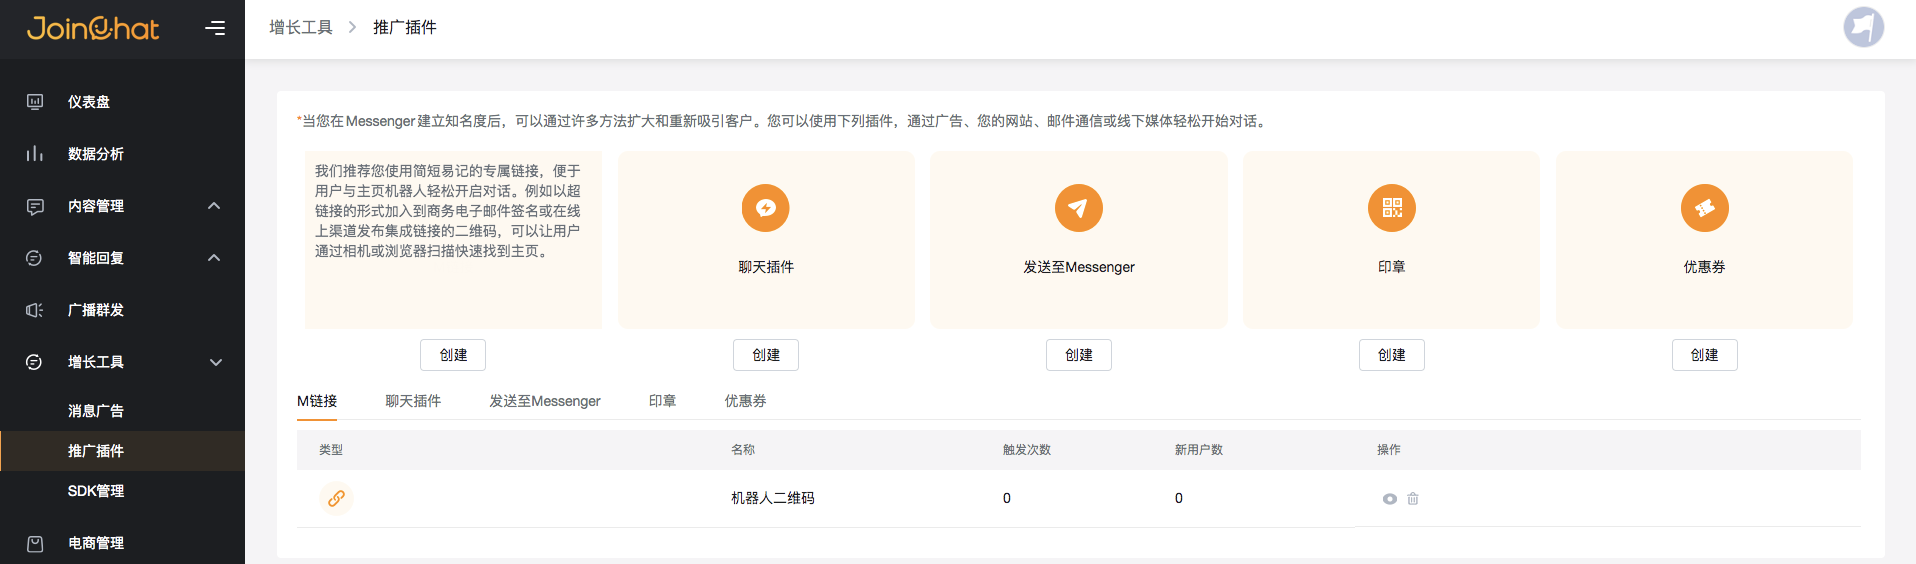 JoinChat
增长工具 > 推广插件
仪表盘
数据分析
内容管理
智能回复
广播群发
增长工具
消息广告
推广插件
SDK管理
电商管理
*当您在Messenger建立知名度后，可以通过许多方法扩大和重新吸引客户。您可以使用下列插件，通过广告、您的网站、邮件通信或线下媒体轻松开始对话。
我们推荐您使用简短易记的专属链接，便于
用户与主页机器人轻松开启对话。例如以超
链接的形式加入到商务电子邮件签名或在线
上渠道发布集成链接的二维码，可以让用户
通过相机或浏览器扫描快速找到主页。
聊天插件
发送至Messenger
印章
优惠券
创建 创建 创建 创建 创建
M链接 聊天插件 发送至Messenger 印章 优惠券
类型 名称 触发次数 新用户数 操作
机器人二维码 0 0